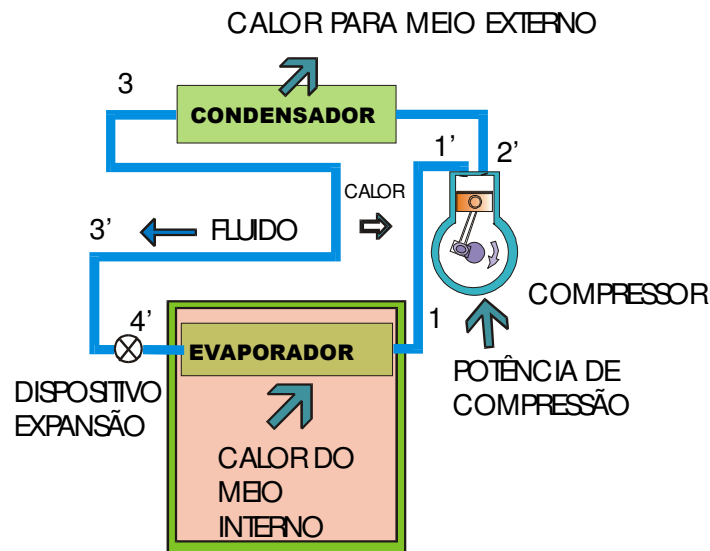 CALOR PARA MEIO EXTERNO
3
CONDENSADOR
1’
2’
CALOR
3’
FLUIDO
COMPRESSOR
4’
1
EVAPORADOR
DISPOSITIVO
EXPANSÃO
POTÊNCIA DE
COMPRESSÃO
CALOR DO
MEIO
INTERNO